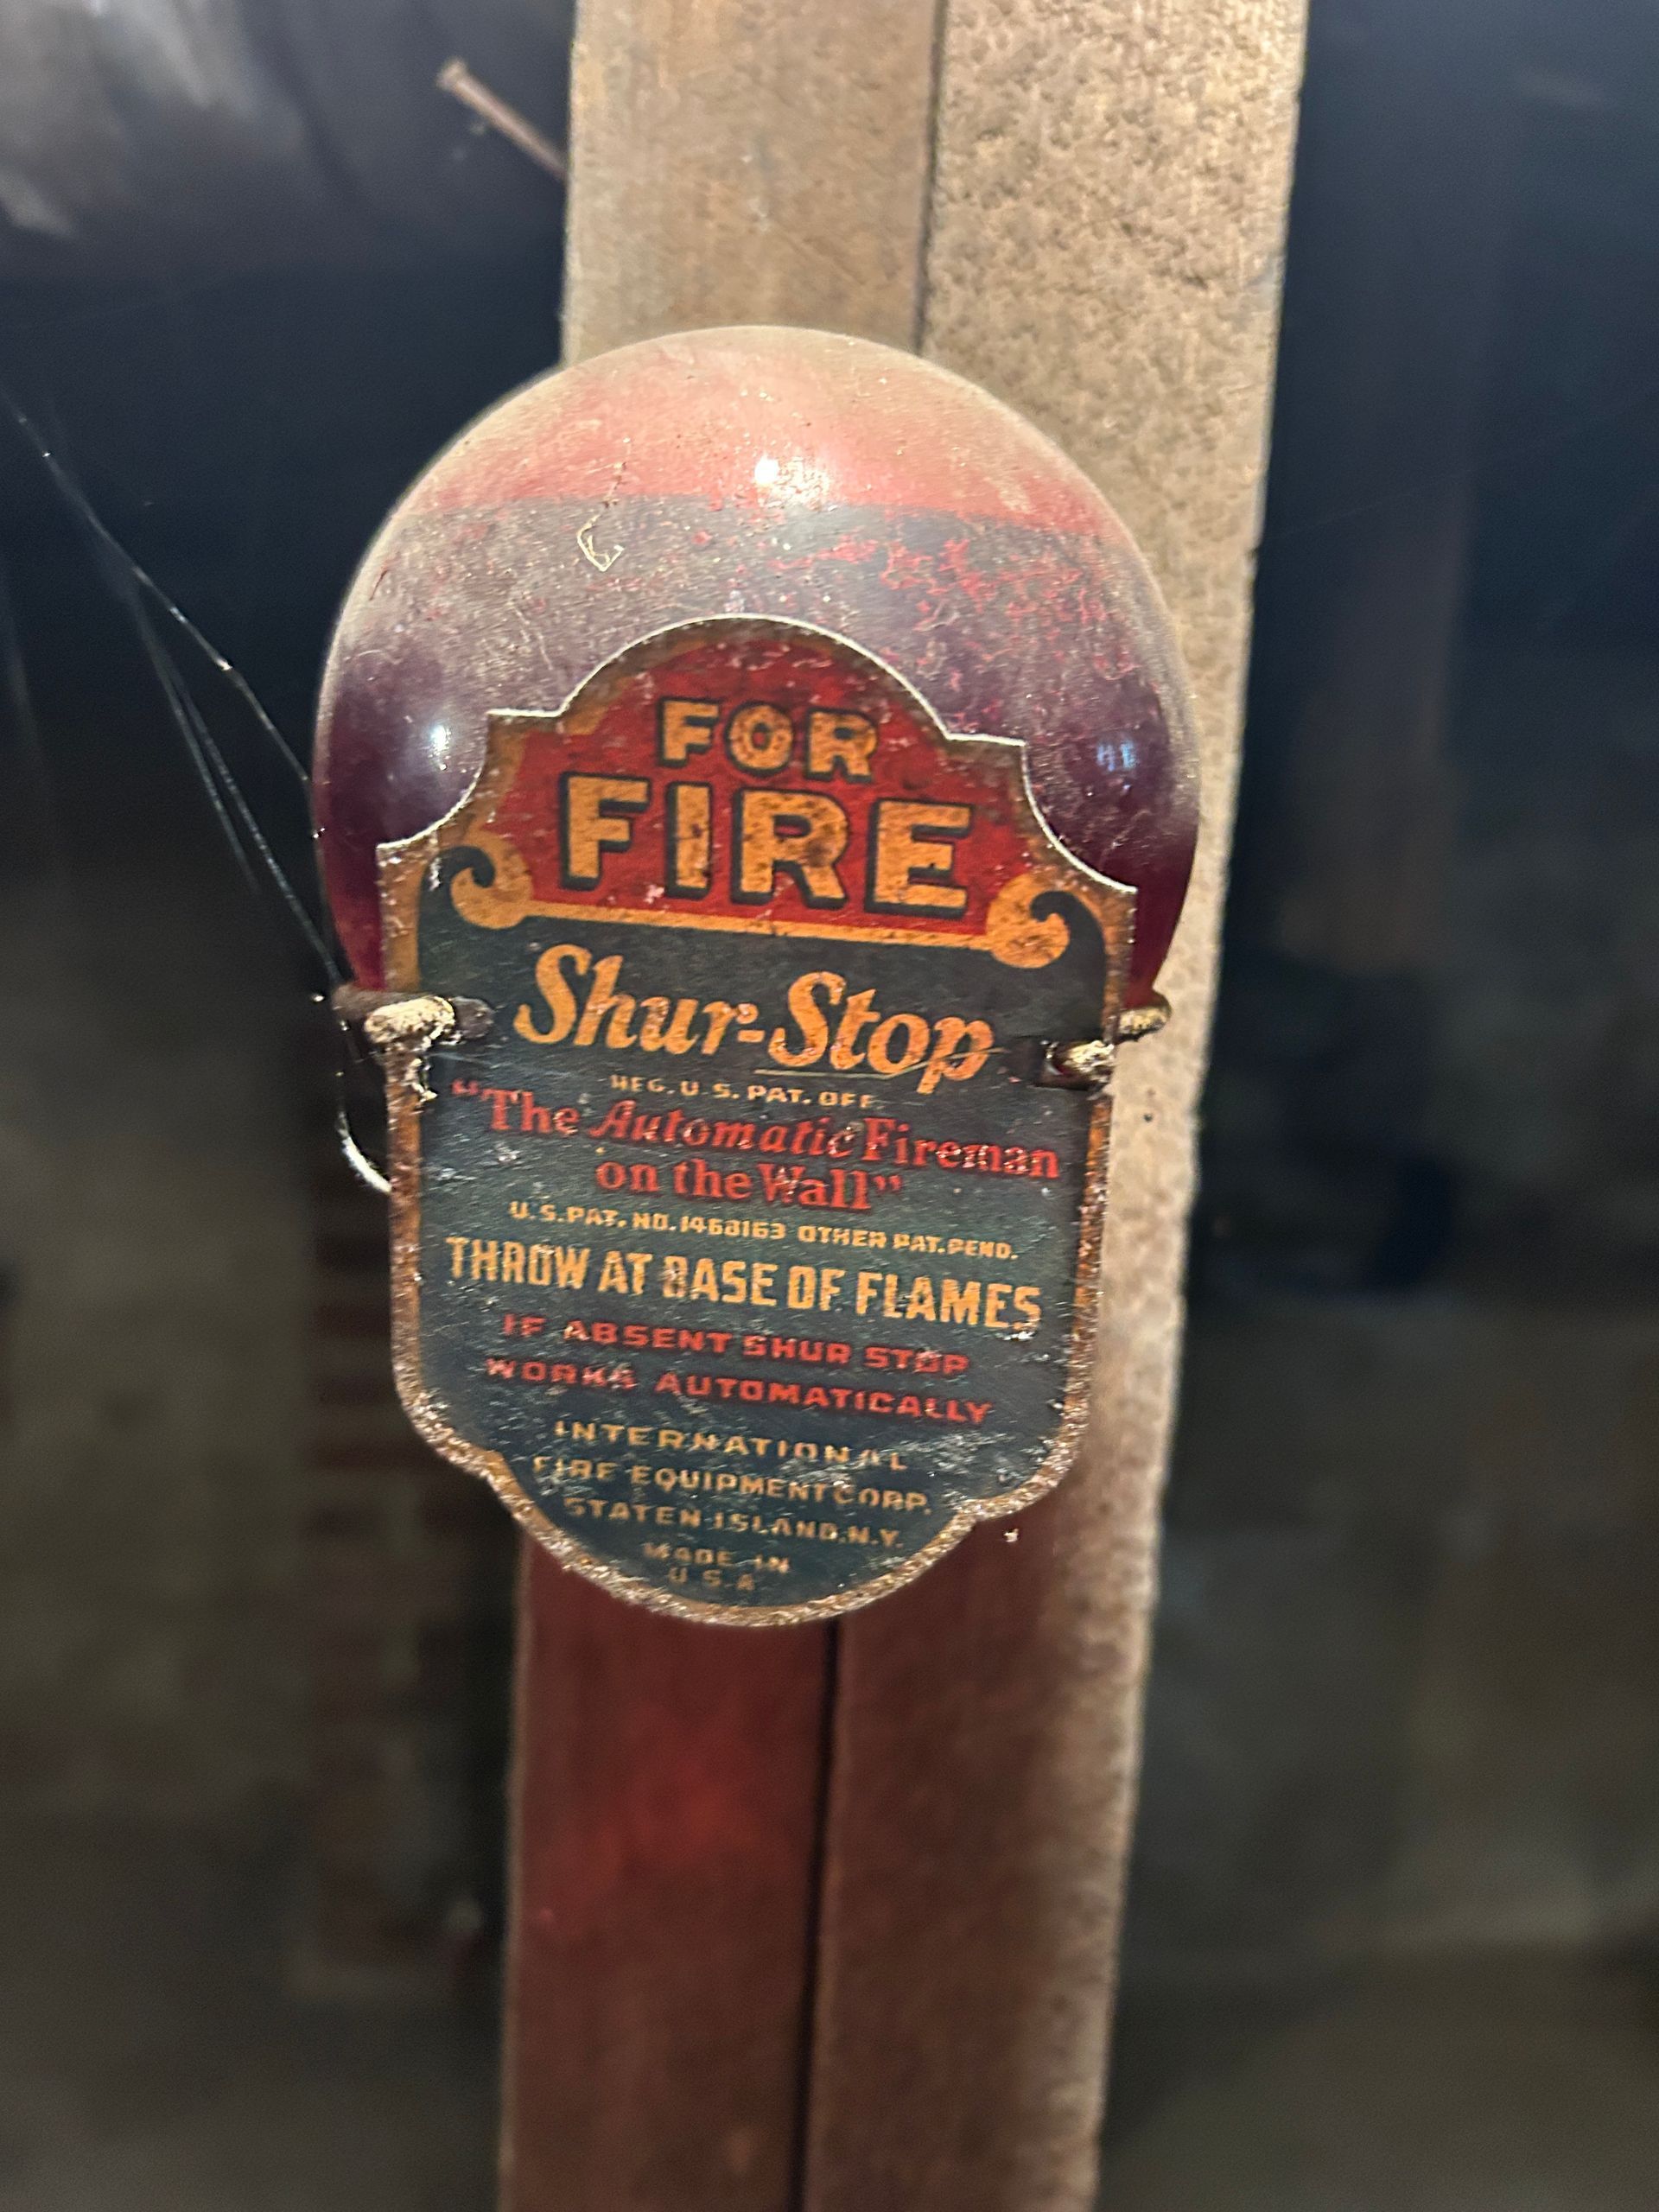 FOR
FIRE
Shur-Stop
REG. U.S. PAT. OFF
"The Automatic Fireman
on the Wall"
U.S. PAT. NO. 1468163 OTHER PAT. PEND.
THROW AT BASE OF FLAMES
IF ABSENT SHUR STOP
WORKS AUTOMATICALLY
INTERNATIONAL
FIRE EQUIPMENT CORP.
STATEN ISLAND, N.Y.
MADE IN
U.S.A